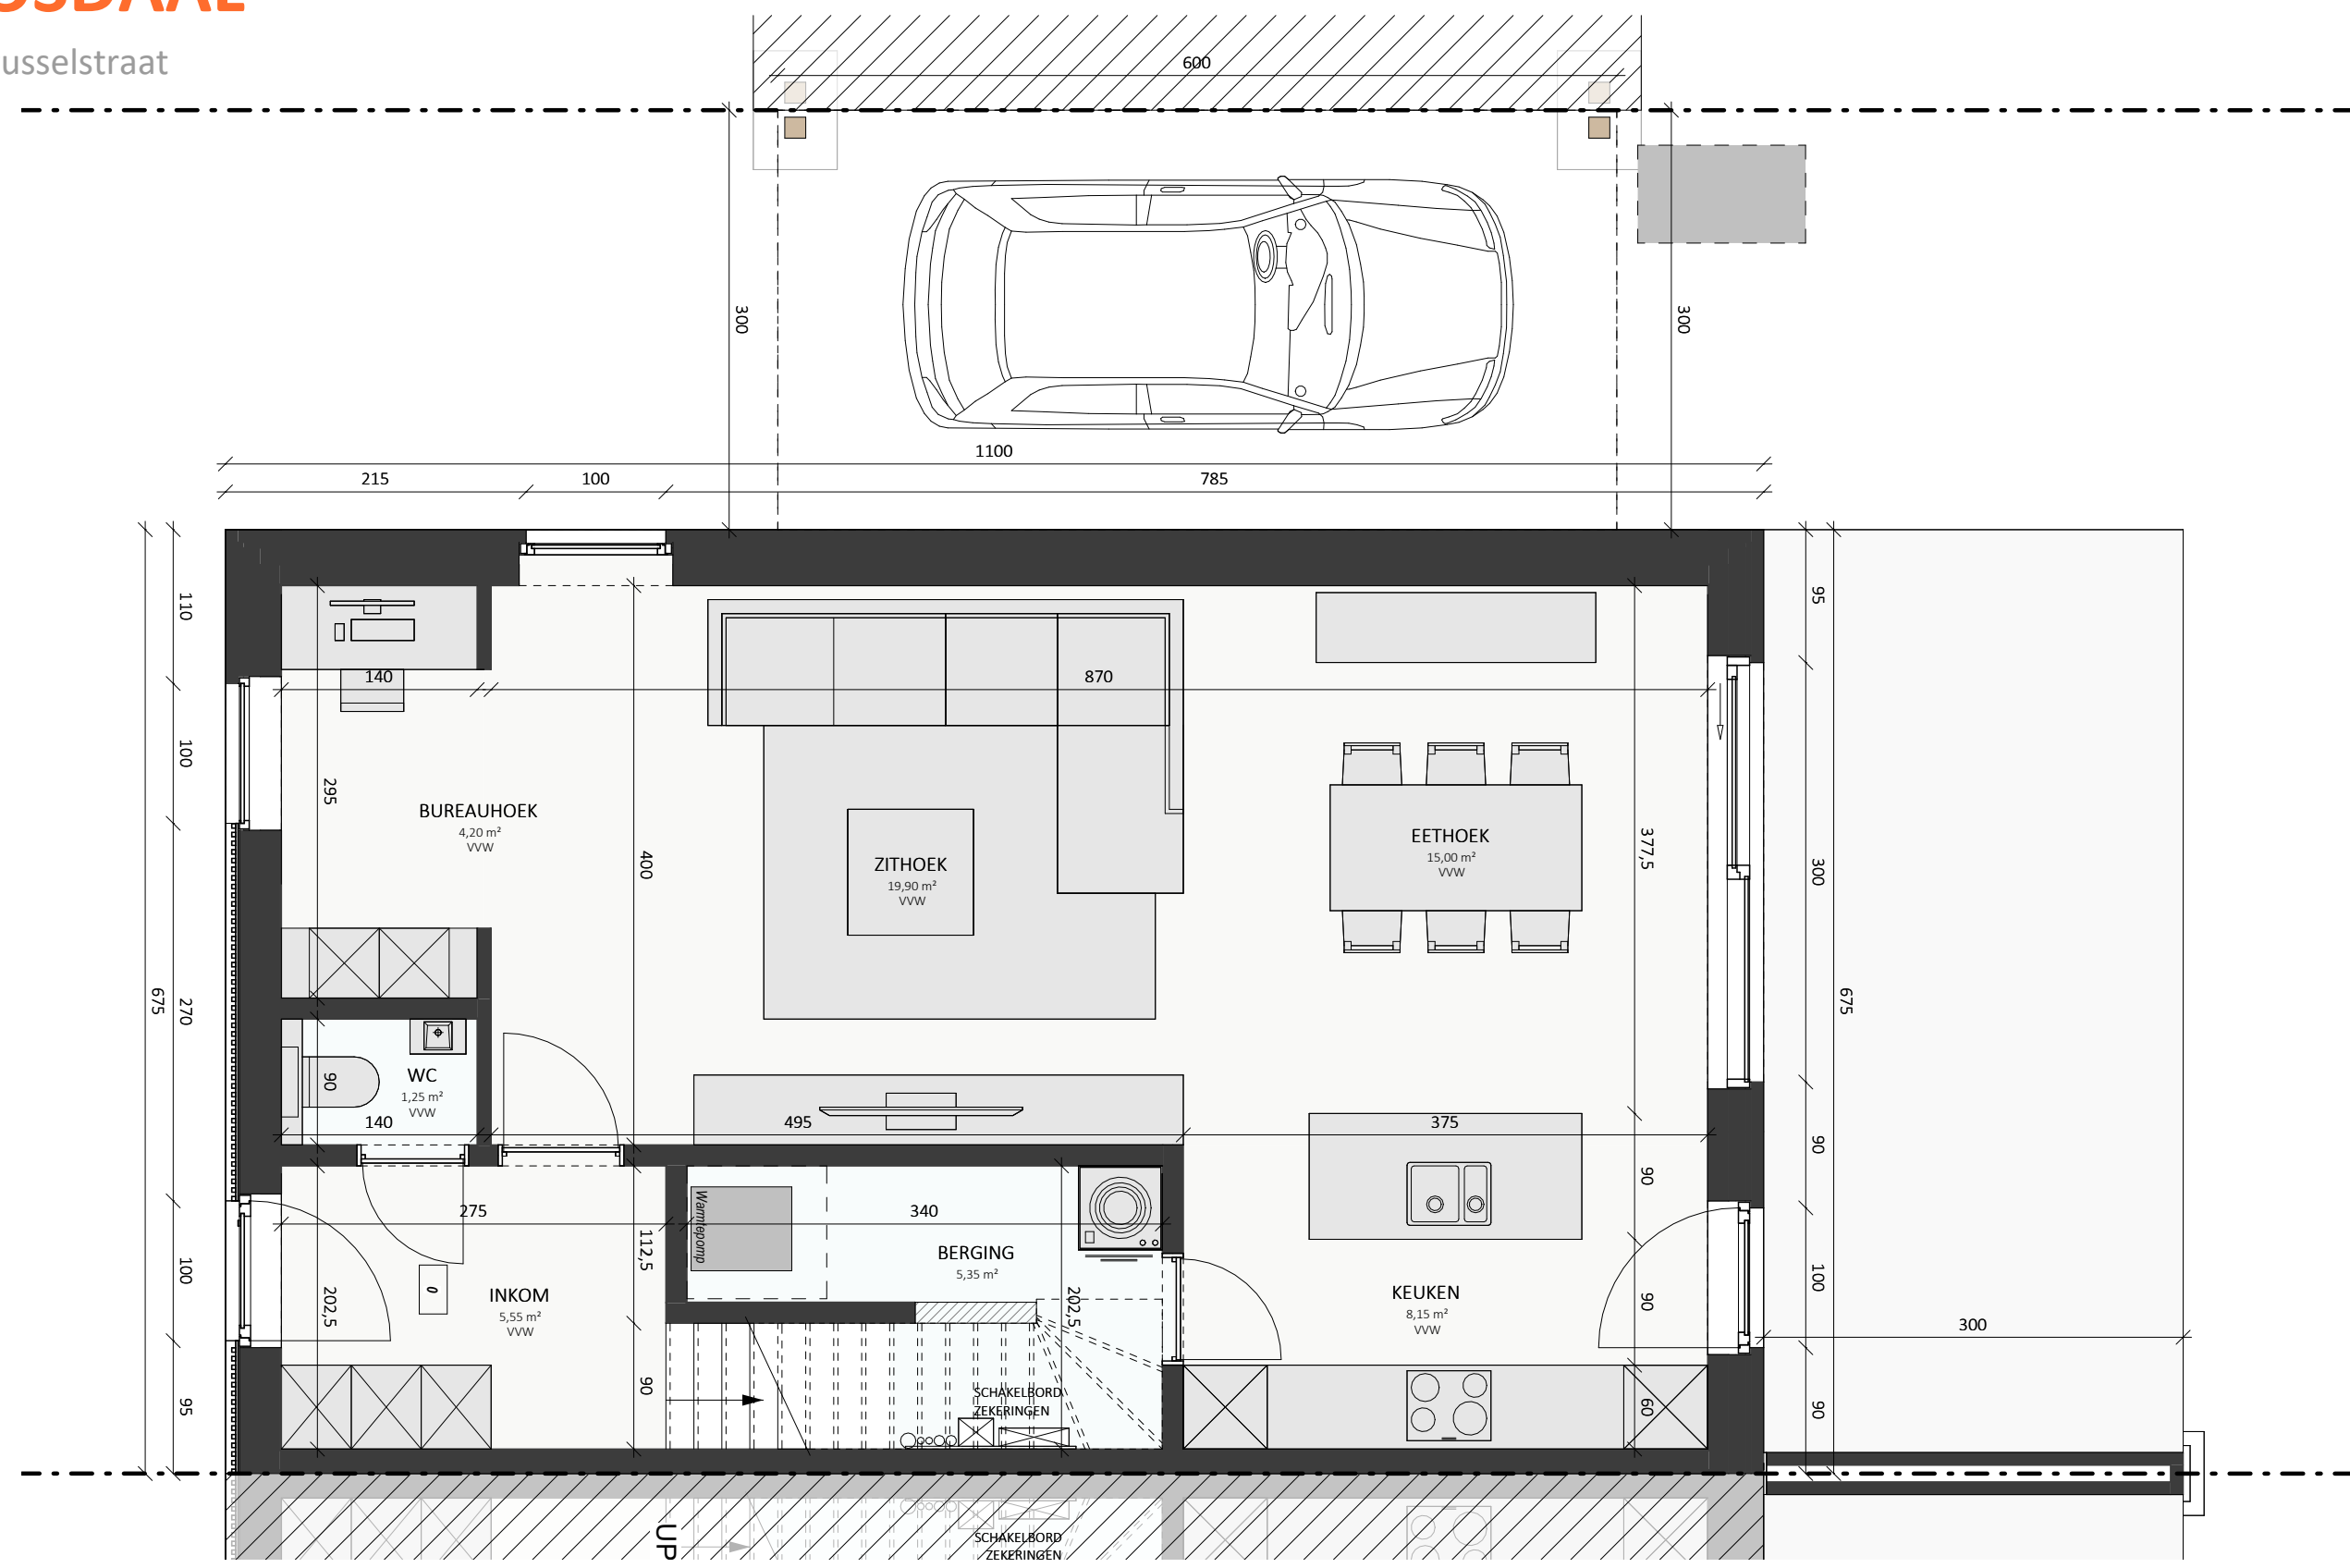 usselstraat
600
300
300
1100
215
100
785
110
95
140
870
100
295
BUREAUHOEK
4,20 m²
VVW
400
ZITHOEK
19,90 m²
VVW
EETHOEK
15,00 m²
VVW
377,5
300
675
270
675
WC
1,25 m²
VVW
90
140
495
375
90
90
275
340
Warmtepomp
112,5
BERGING
5,35 m²
100
202,5
INKOM
5,55 m²
VVW
202,5
KEUKEN
8,15 m²
VVW
90
100
300
95
90
SCHAKELBORD
ZEKERINGEN
60
90
UP
SCHAKELBORD
ZEKERINGEN